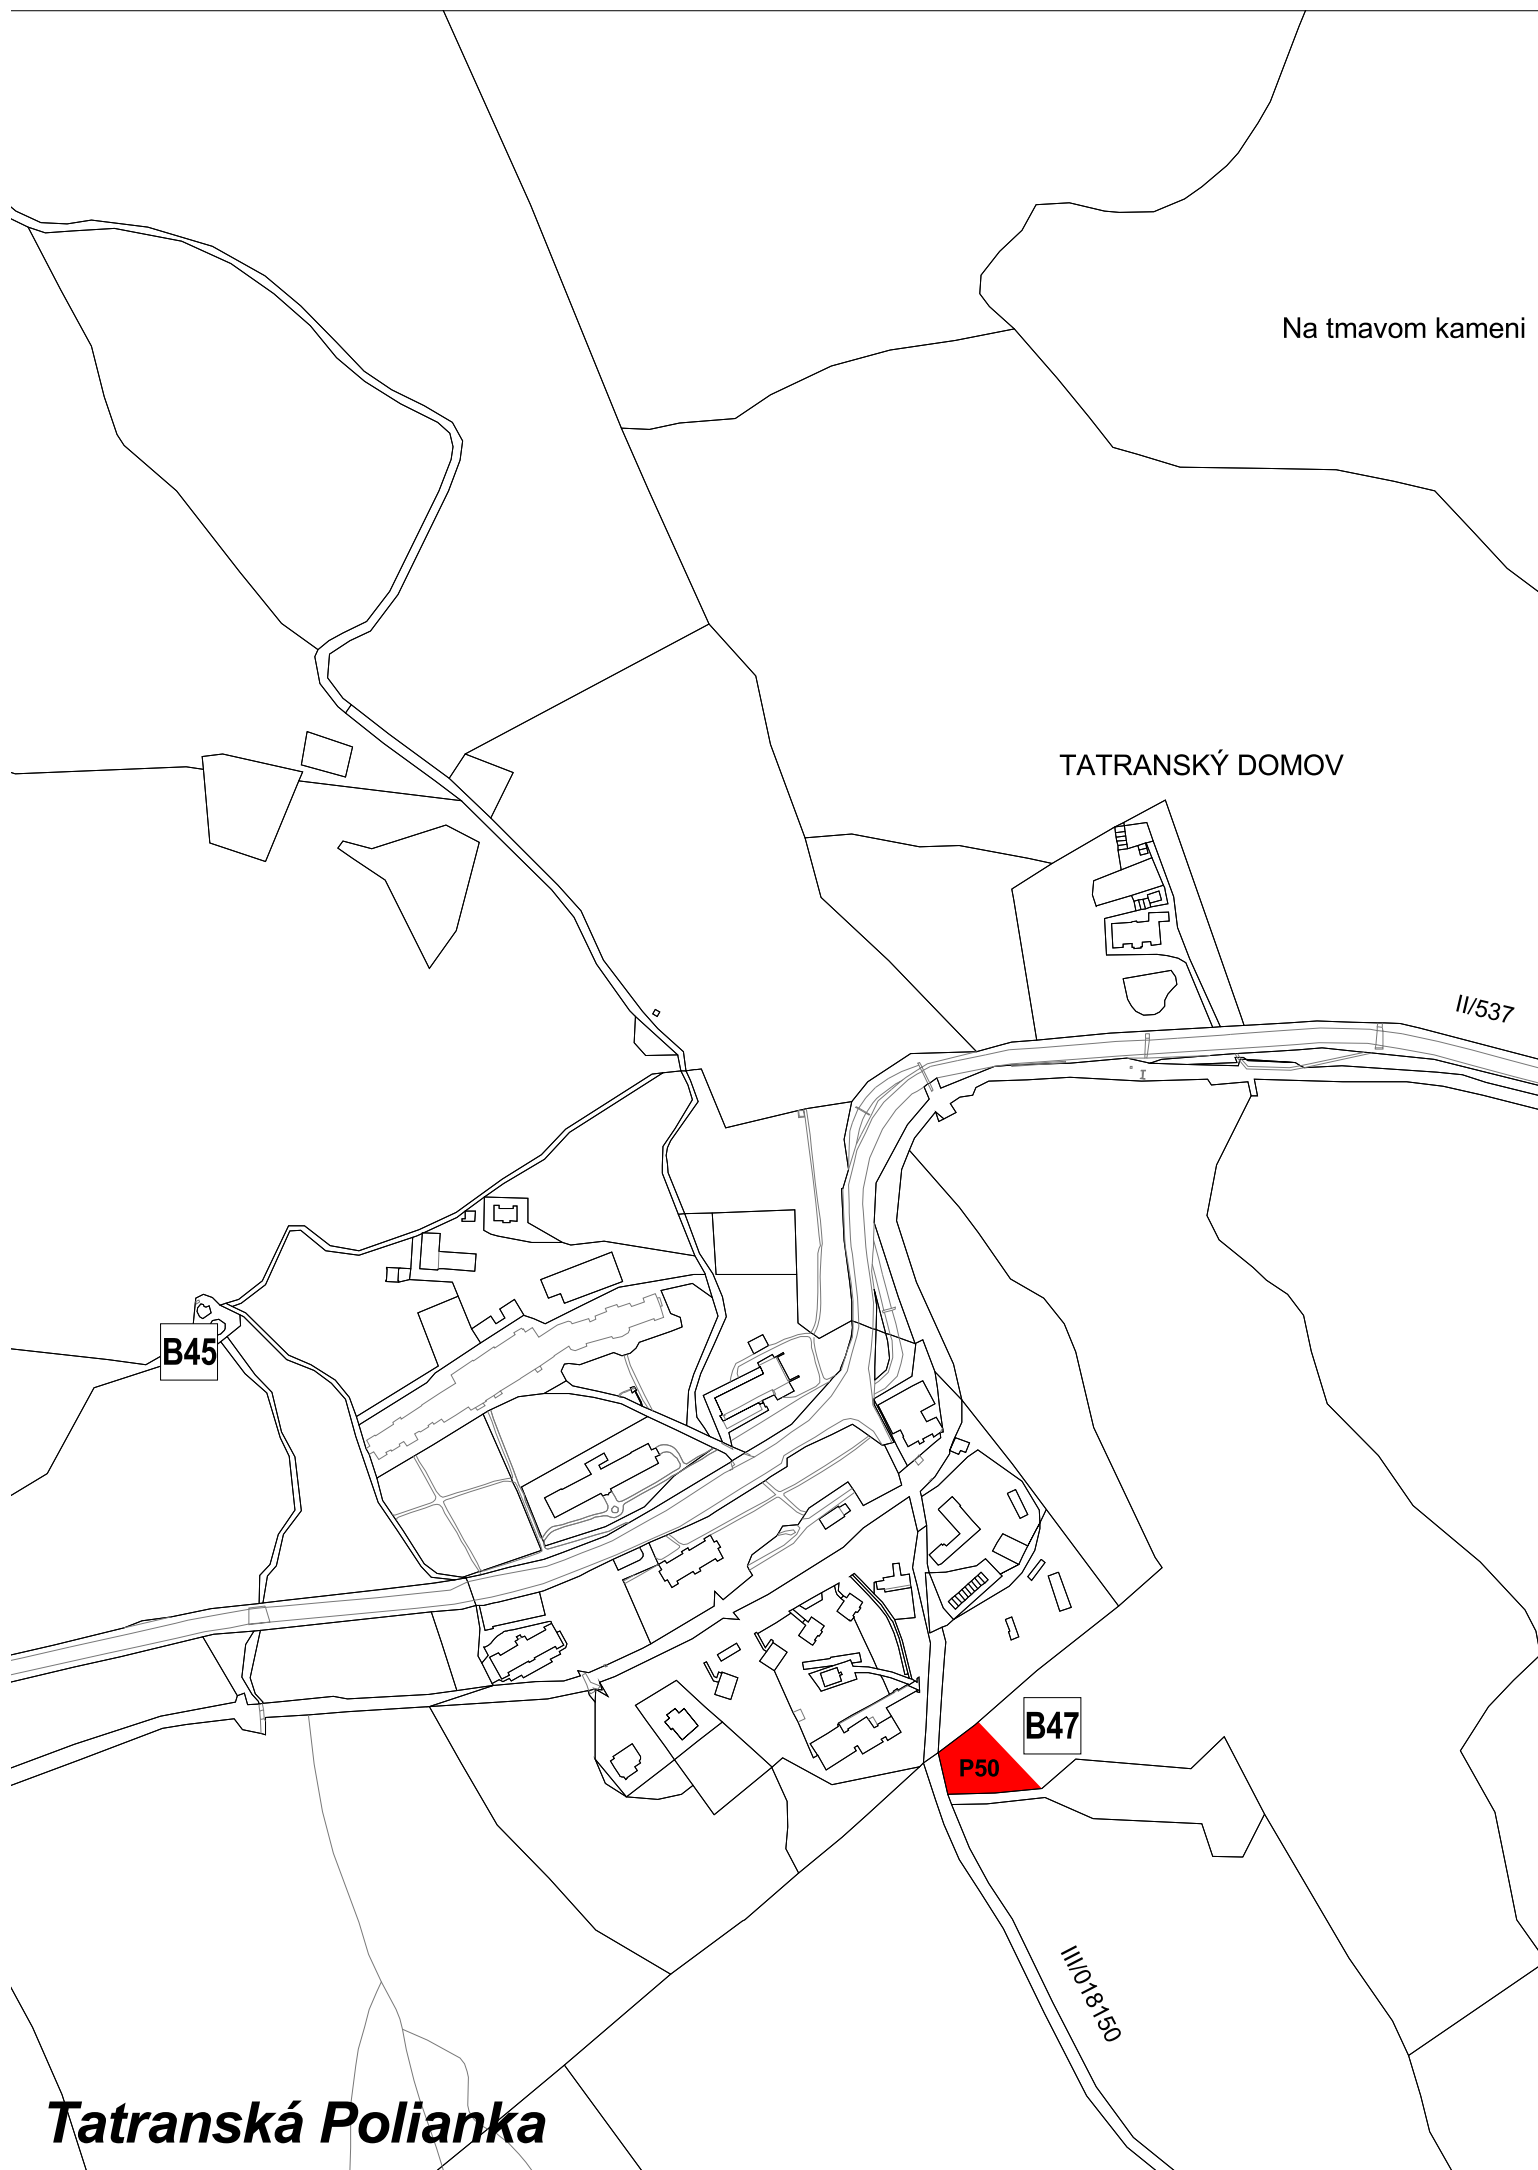 Na tmavom kameni
TATRANSKÝ DOMOV
II/537
B45
B47
P50
III/018150
Tatranská Polianka